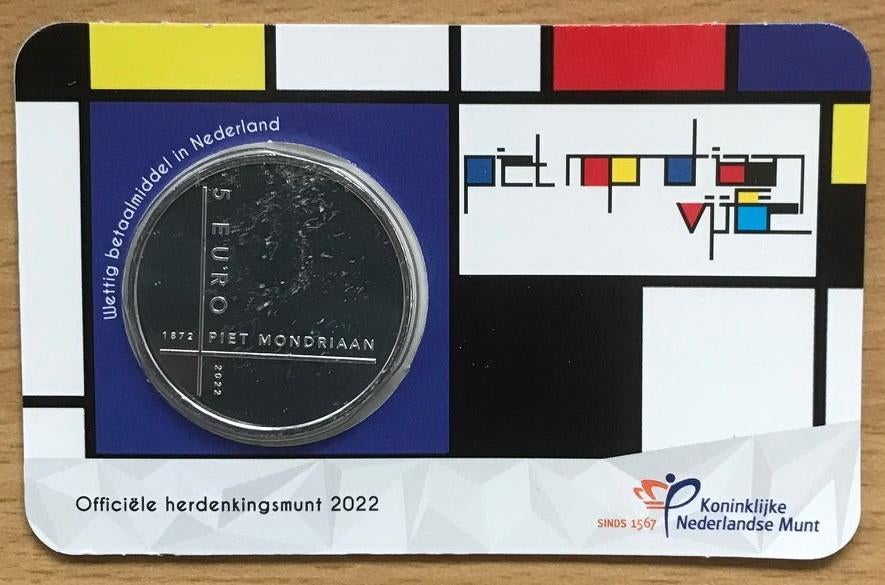 Wettig betaalmiddel in Nederland
5 EURO
1872 PIET MONDRIAAN
2022
piet mondriaan
vijfje
Officiële herdenkingsmunt 2022
SINDS 1567
Koninklijke
Nederlandse Munt